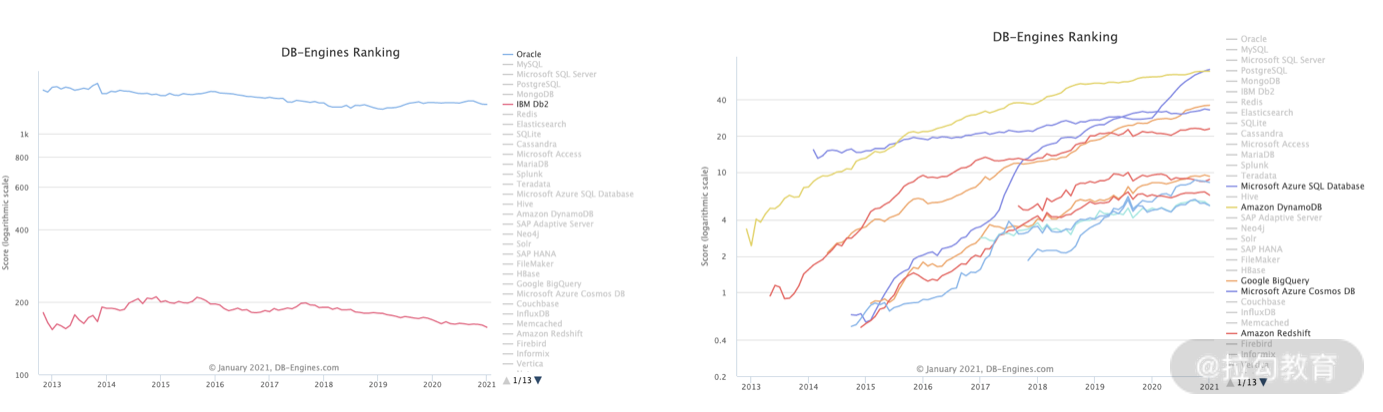 DB-Engines Ranking
Score (logarithmic scale)
1k
800
600
400
200
100
2013
2014
2015
2016
2017
2018
2019
2020
2021
© January 2021, DB-Engines.com
Oracle
MySQL
Microsoft SQL Server
PostgreSQL
MongoDB
IBM Db2
Redis
Elasticsearch
SQLite
Cassandra
Microsoft Access
MariaDB
Splunk
Teradata
Microsoft Azure SQL Database
Hive
Amazon DynamoDB
SAP Adaptive Server
Neo4j
Solr
SAP HANA
FileMaker
HBase
Google BigQuery
Microsoft Azure Cosmos DB
Couchbase
InfluxDB
Memcached
Amazon Redshift
Firebird
Informix
Vertica
1/13
DB-Engines Ranking
Score (logarithmic scale)
40
20
10
4
2
1
0.4
0.2
2013
2014
2015
2016
2017
2018
2019
2020
2021
© January 2021, DB-Engines.com
Oracle
MySQL
Microsoft SQL Server
PostgreSQL
MongoDB
IBM Db2
Redis
Elasticsearch
SQLite
Cassandra
Microsoft Access
MariaDB
Splunk
Teradata
Microsoft Azure SQL Database
Hive
Amazon DynamoDB
SAP Adaptive Server
Neo4j
Solr
SAP HANA
FileMaker
HBase
Google BigQuery
Microsoft Azure Cosmos DB
Couchbase
InfluxDB
Memcached
Amazon Redshift
Firebird
Informix
Vertica
1/13
@拉勾教育